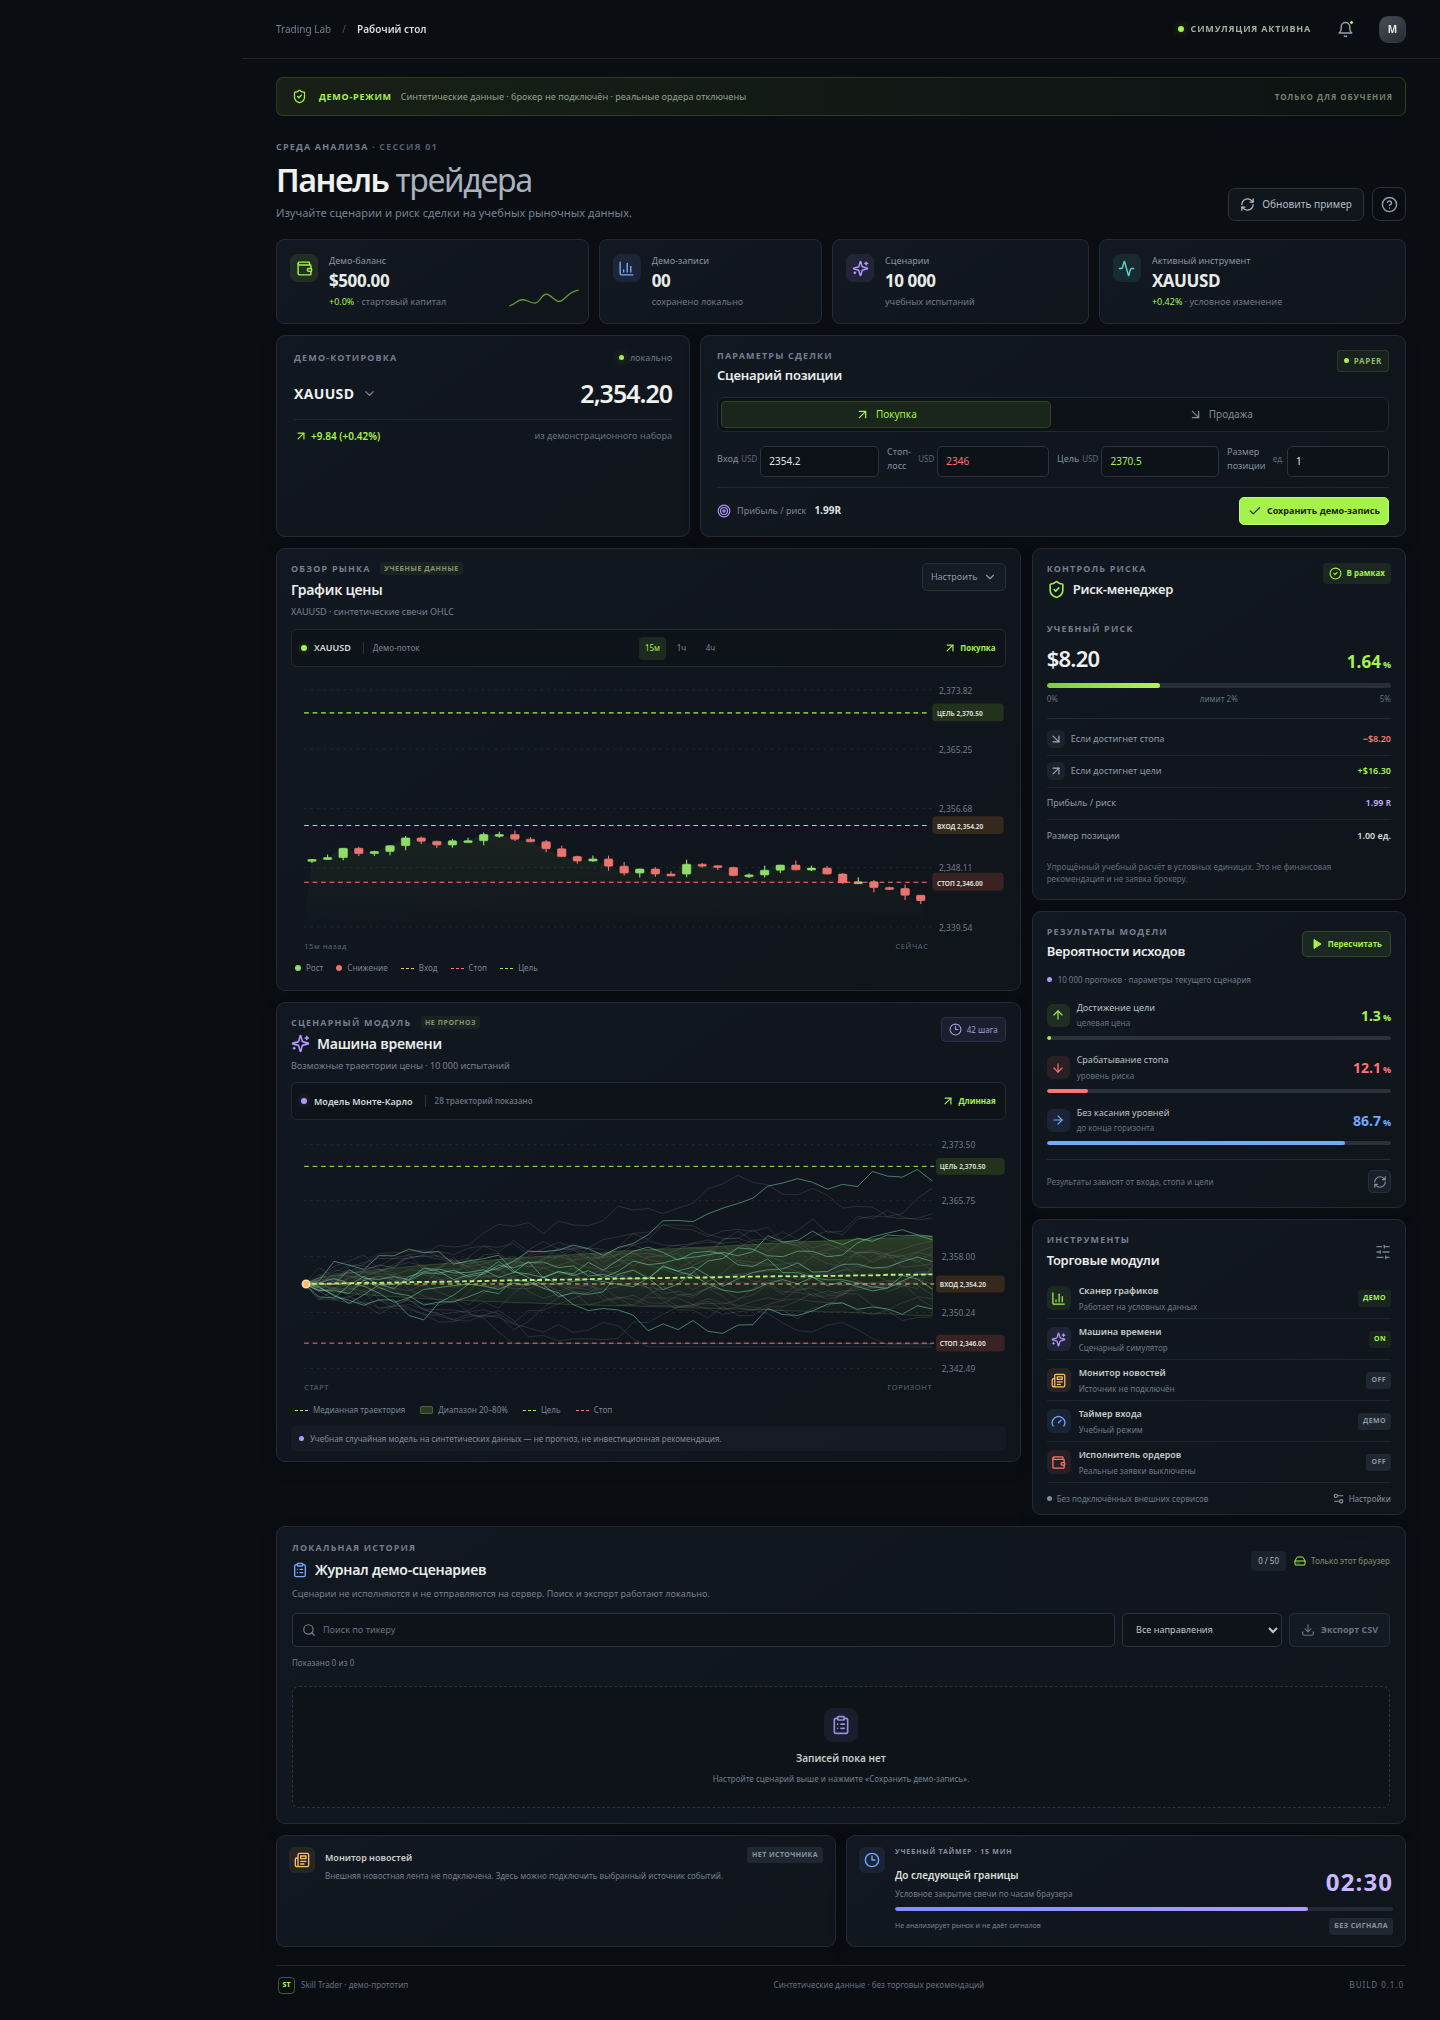 Trading Lab / Рабочий стол
СИМУЛЯЦИЯ АКТИВНА
M
ДЕМО-РЕЖИМ Синтетические данные · брокер не подключён · реальные ордера отключены
ТОЛЬКО ДЛЯ ОБУЧЕНИЯ
СРЕДА АНАЛИЗА · СЕССИЯ 01
Панель трейдера
Изучайте сценарии и риск сделки на учебных рыночных данных.
Обновить пример
Демо-баланс
$500.00
+0.0% · стартовый капитал
Демо-записи
00
сохранено локально
Сценарии
10 000
учебных испытаний
Активный инструмент
XAUUSD
+0.42% · условное изменение
ДЕМО-КОТИРОВКА
локально
XAUUSD
2,354.20
+9.84 (+0.42%)
из демонстрационного набора
ПАРАМЕТРЫ СДЕЛКИ
Сценарий позиции
PAPER
Покупка
Продажа
Вход USD 2354.2
Стоп-
лосс
USD 2346
Цель USD 2370.5
Размер
позиции
ед. 1
Прибыль / риск 1.99R
Сохранить демо-запись
ОБЗОР РЫНКА УЧЕБНЫЕ ДАННЫЕ
График цены
XAUUSD · синтетические свечи OHLC
Настроить
XAUUSD Демо-поток
15м 1ч 4ч
Покупка
2,373.82
ЦЕЛЬ 2,370.50
2,365.25
2,356.68
ВХОД 2,354.20
2,348.11
СТОП 2,346.00
2,339.54
15м назад
СЕЙЧАС
Рост Снижение Вход Стоп Цель
КОНТРОЛЬ РИСКА
Риск-менеджер
В рамках
УЧЕБНЫЙ РИСК
$8.20
1.64 %
0% лимит 2% 5%
Если достигнет стопа −$8.20
Если достигнет цели +$16.30
Прибыль / риск 1.99 R
Размер позиции 1.00 ед.
Упрощённый учебный расчёт в условных единицах. Это не финансовая
рекомендация и не заявка брокеру.
СЦЕНАРНЫЙ МОДУЛЬ НЕ ПРОГНОЗ
Машина времени
Возможные траектории цены · 10 000 испытаний
42 шага
Модель Монте-Карло 28 траекторий показано
Длинная
2,373.50
ЦЕЛЬ 2,370.50
2,365.75
2,358.00
ВХОД 2,354.20
2,350.24
СТОП 2,346.00
2,342.49
СТАРТ
ГОРИЗОНТ
Медианная траектория Диапазон 20–80% Цель Стоп
Учебная случайная модель на синтетических данных — не прогноз, не инвестиционная рекомендация.
РЕЗУЛЬТАТЫ МОДЕЛИ
Вероятности исходов
Пересчитать
10 000 прогонов · параметры текущего сценария
Достижение цели
целевая цена
1.3 %
Срабатывание стопа
уровень риска
12.1 %
Без касания уровней
до конца горизонта
86.7 %
Результаты зависят от входа, стопа и цели
ИНСТРУМЕНТЫ
Торговые модули
Сканер графиков
Работает на условных данных
ДЕМО
Машина времени
Сценарный симулятор
ON
Монитор новостей
Источник не подключён
OFF
Таймер входа
Учебный режим
ДЕМО
Исполнитель ордеров
Реальные заявки выключены
OFF
Без подключённых внешних сервисов
Настройки
ЛОКАЛЬНАЯ ИСТОРИЯ
Журнал демо-сценариев
0 / 50 Только этот браузер
Сценарии не исполняются и не отправляются на сервер. Поиск и экспорт работают локально.
Поиск по тикеру
Все направления
Экспорт CSV
Показано 0 из 0
Записей пока нет
Настройте сценарий выше и нажмите «Сохранить демо-запись».
Монитор новостей
НЕТ ИСТОЧНИКА
Внешняя новостная лента не подключена. Здесь можно подключить выбранный источник событий.
УЧЕБНЫЙ ТАЙМЕР · 15 МИН
До следующей границы
Условное закрытие свечи по часам браузера
02:30
Не анализирует рынок и не даёт сигналов
БЕЗ СИГНАЛА
ST Skill Trader · демо-прототип
Синтетические данные · без торговых рекомендаций
BUILD 0.1.0